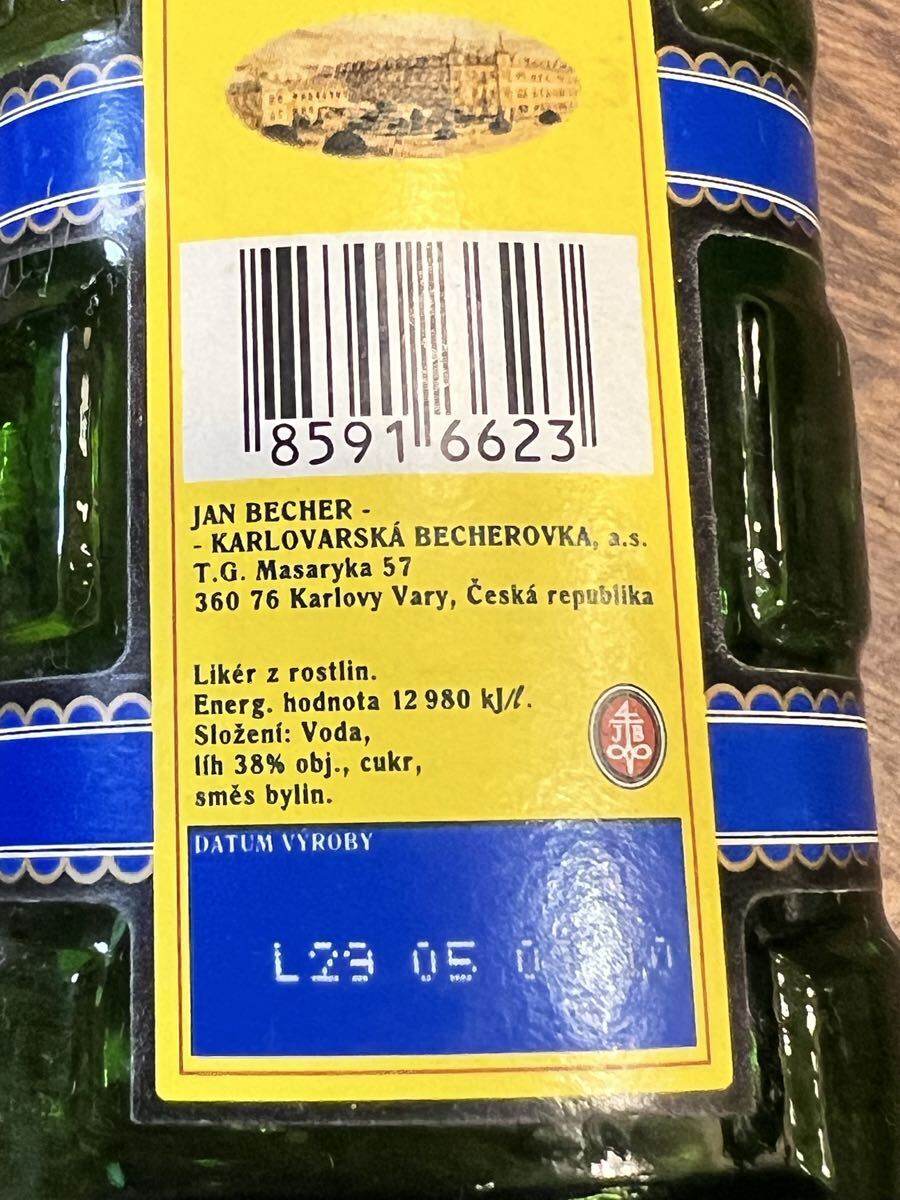 8591 6623
JAN BECHER -
- KARLOVARSKÁ BECHEROVKA, a.s.
T.G. Masaryka 57
360 76 Karlovy Vary, Česká republika
Likér z rostlin.
Energ. hodnota 12 980 kJ/ℓ.
Složení: Voda,
líh 38% obj., cukr,
směs bylin.
JB
DATUM VÝROBY
L23 05